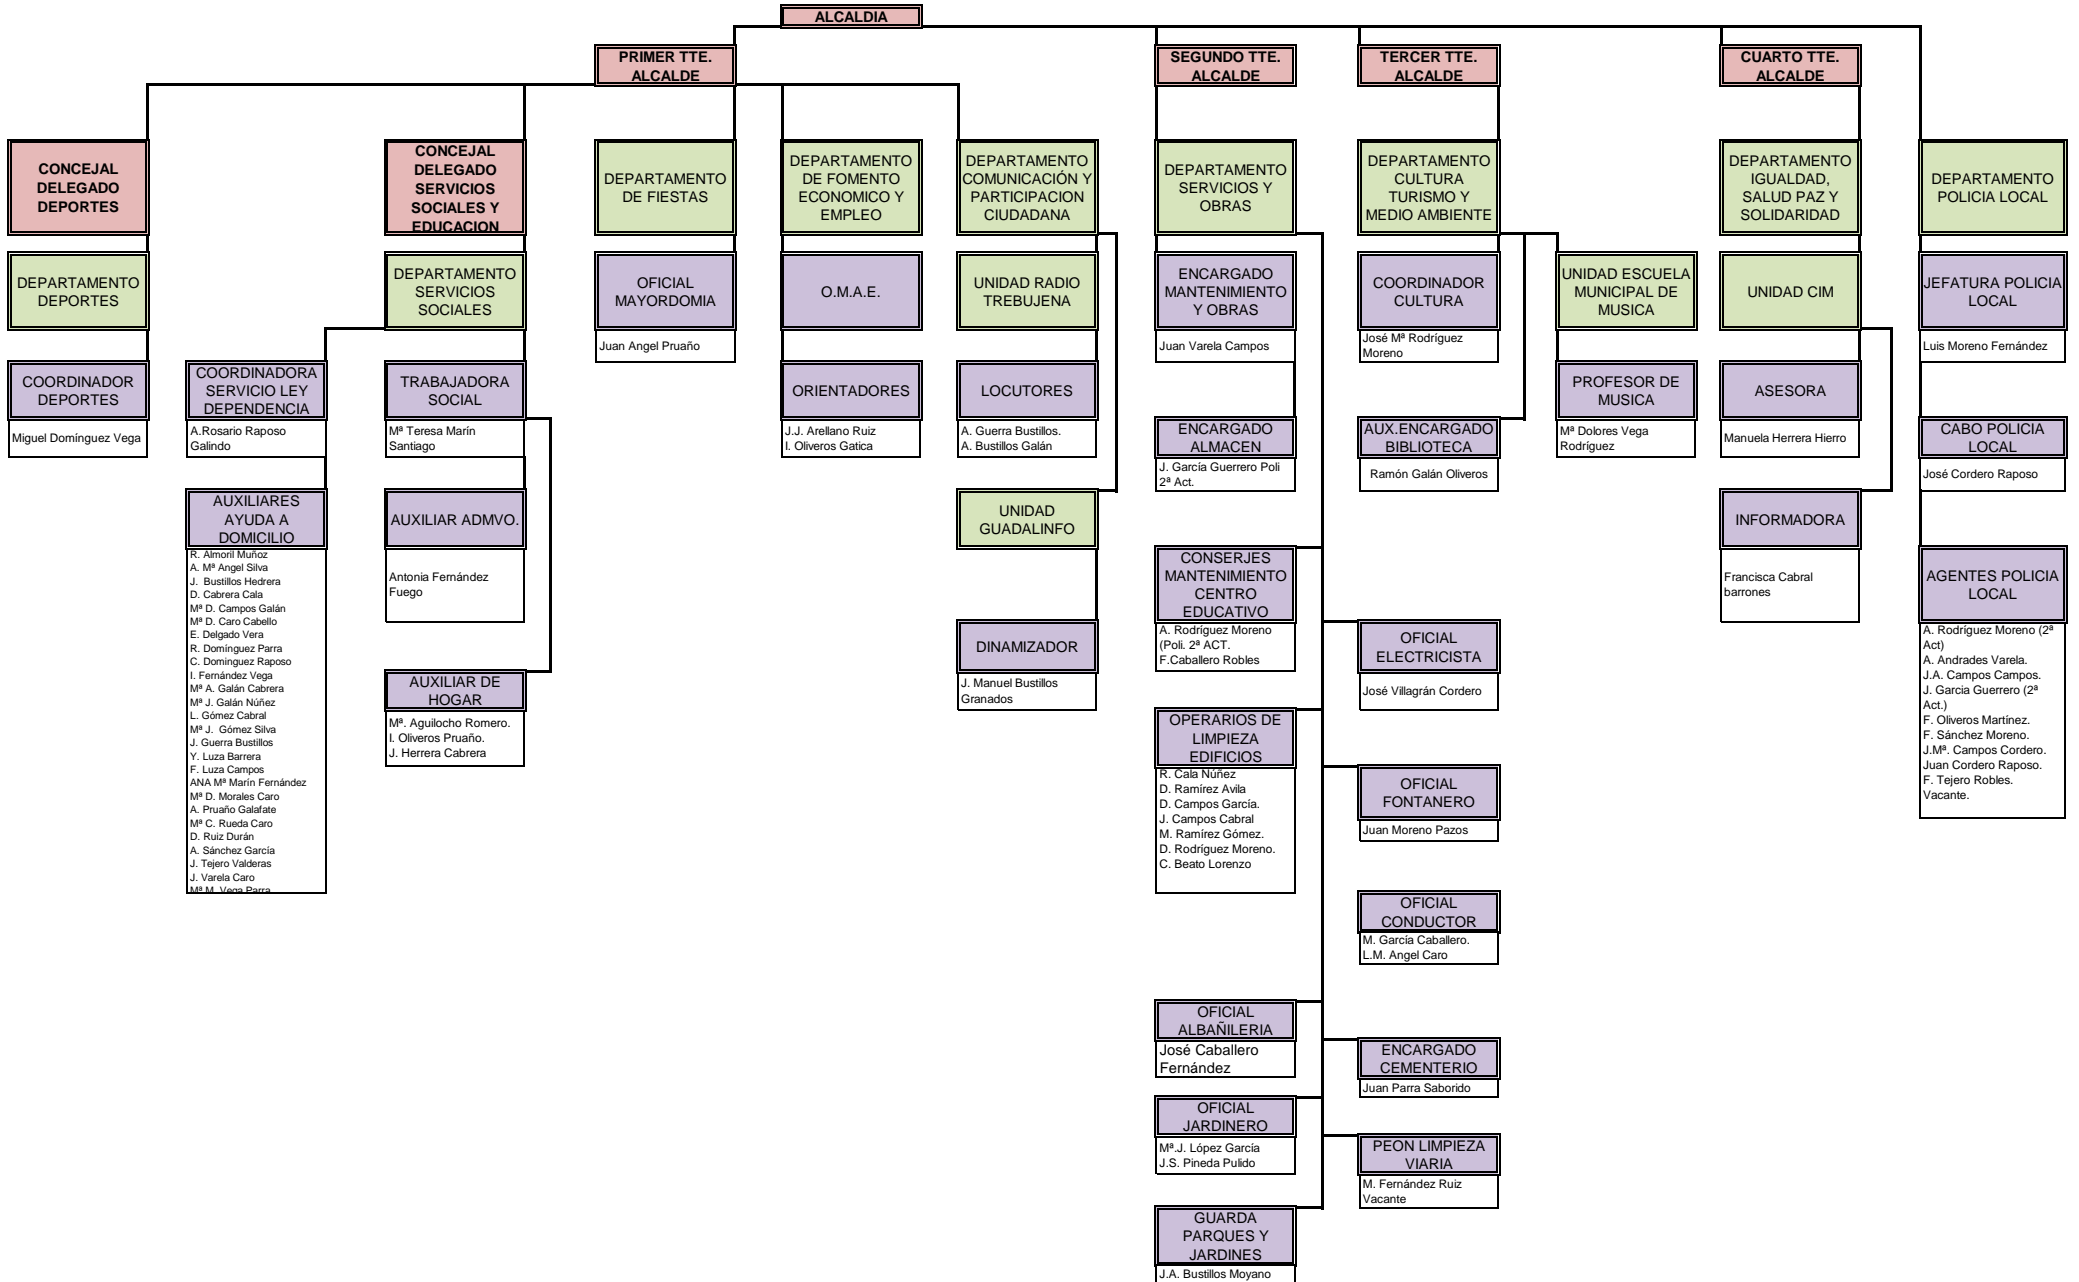 ALCALDIA
PRIMER TTE.
ALCALDE
SEGUNDO TTE.
ALCALDE
TERCER TTE.
ALCALDE
CUARTO TTE.
ALCALDE
CONCEJAL
DELEGADO
DEPORTES
CONCEJAL
DELEGADO
SERVICIOS
SOCIALES Y
EDUCACION
DEPARTAMENTO
DE FIESTAS
DEPARTAMENTO
DE FOMENTO
ECONOMICO Y
EMPLEO
DEPARTAMENTO
COMUNICACIÓN Y
PARTICIPACION
CIUDADANA
DEPARTAMENTO
SERVICIOS Y
OBRAS
DEPARTAMENTO
CULTURA
TURISMO Y
MEDIO AMBIENTE
DEPARTAMENTO
IGUALDAD,
SALUD PAZ Y
SOLIDARIDAD
DEPARTAMENTO
POLICIA LOCAL
DEPARTAMENTO
DEPORTES
DEPARTAMENTO
SERVICIOS
SOCIALES
OFICIAL
MAYORDOMIA
Juan Angel Pruaño
O.M.A.E.
UNIDAD RADIO
TREBUJENA
ENCARGADO
MANTENIMIENTO
Y OBRAS
Juan Varela Campos
COORDINADOR
CULTURA
José Mª Rodríguez
Moreno
UNIDAD ESCUELA
MUNICIPAL DE
MUSICA
UNIDAD CIM
JEFATURA POLICIA
LOCAL
Luis Moreno Fernández
COORDINADOR
DEPORTES
Miguel Domínguez Vega
COORDINADORA
SERVICIO LEY
DEPENDENCIA
A.Rosario Raposo
Galindo
TRABAJADORA
SOCIAL
Mª Teresa Marín
Santiago
ORIENTADORES
J.J. Arellano Ruiz
I. Oliveros Gatica
LOCUTORES
A. Guerra Bustillos.
A. Bustillos Galán
ENCARGADO
ALMACEN
J. García Guerrero Poli
2ª Act.
AUX.ENCARGADO
BIBLIOTECA
Ramón Galán Oliveros
PROFESOR DE
MUSICA
Mª Dolores Vega
Rodríguez
ASESORA
Manuela Herrera Hierro
CABO POLICIA
LOCAL
José Cordero Raposo
AUXILIARES
AYUDA A
DOMICILIO
R. Almoril Muñoz
A. Mª Angel Silva
J.  Bustillos Hedrera
D. Cabrera Cala
Mª D. Campos Galán
Mª D. Caro Cabello
E. Delgado Vera
R. Domínguez Parra
C. Dominguez Raposo
I. Fernández Vega
Mª A. Galán Cabrera
Mª J. Galán Núñez
L. Gómez Cabral
Mª J.  Gómez Silva
J. Guerra Bustillos
Y. Luza Barrera
F. Luza Campos
ANA Mª Marín Fernández
Mª D. Morales Caro
A. Pruaño Galafate
Mª C. Rueda Caro
D. Ruiz Durán
A. Sánchez García
J. Tejero Valderas
J. Varela Caro
Mª M. Vega Parra
AUXILIAR ADMVO.
Antonia Fernández
Fuego
AUXILIAR DE
HOGAR
Mª. Aguilocho Romero.
I. Oliveros Pruaño.
J. Herrera Cabrera
UNIDAD
GUADALINFO
DINAMIZADOR
J. Manuel Bustillos
Granados
CONSERJES
MANTENIMIENTO
CENTRO
EDUCATIVO
A. Rodríguez Moreno
(Poli. 2ª ACT.
F.Caballero Robles
OPERARIOS DE
LIMPIEZA
EDIFICIOS
R. Cala Núñez
D. Ramírez Avila
D. Campos García.
J. Campos Cabral
M. Ramírez Gómez.
D. Rodríguez Moreno.
C. Beato Lorenzo
OFICIAL
ELECTRICISTA
José Villagrán Cordero
OFICIAL
FONTANERO
Juan Moreno Pazos
OFICIAL
CONDUCTOR
M. García Caballero.
L.M. Angel Caro
INFORMADORA
Francisca Cabral
barrones
AGENTES POLICIA
LOCAL
A. Rodríguez Moreno (2ª
Act)
A. Andrades Varela.
J.A. Campos Campos.
J. Garcia Guerrero (2ª
Act.)
F. Oliveros Martínez.
F. Sánchez Moreno.
J.Mª. Campos Cordero.
Juan Cordero Raposo.
F. Tejero Robles.
Vacante.
OFICIAL
ALBAÑILERIA
José Caballero
Fernández
ENCARGADO
CEMENTERIO
Juan Parra Saborido
OFICIAL
JARDINERO
Mª.J. López García
J.S. Pineda Pulido
PEON LIMPIEZA
VIARIA
M. Fernández Ruiz
Vacante
GUARDA
PARQUES Y
JARDINES
J.A. Bustillos Moyano